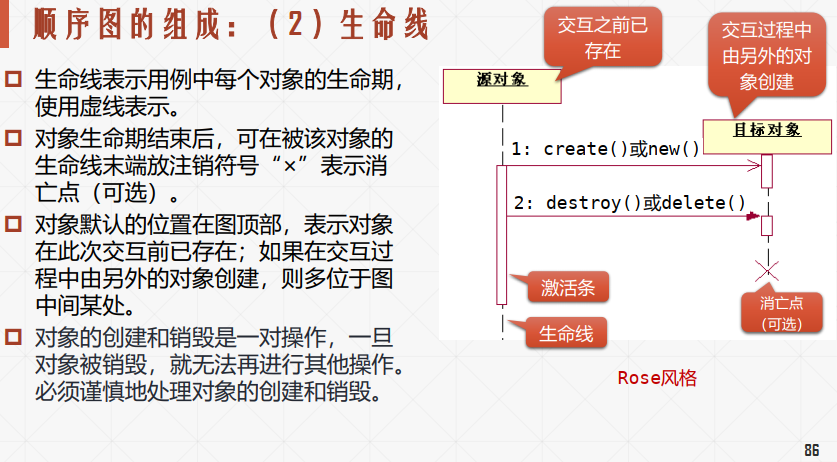 顺序图的组成：（2）生命线
生命线表示用例中每个对象的生命期，
使用虚线表示。
对象生命期结束后，可在被该对象的
生命线末端放注销符号“×”表示消
亡点（可选）。
对象默认的位置在图顶部，表示对象
在此次交互前已存在；如果在交互过
程中由另外的对象创建，则多位于图
中间某处。
对象的创建和销毁是一对操作，一旦
对象被销毁，就无法再进行其他操作。
必须谨慎地处理对象的创建和销毁。
交互之前已
存在
交互过程中
由另外的对
象创建
源对象
目标对象
1: create()或new()
2: destroy()或delete()
激活条
生命线
消亡点
（可选）
Rose风格
86